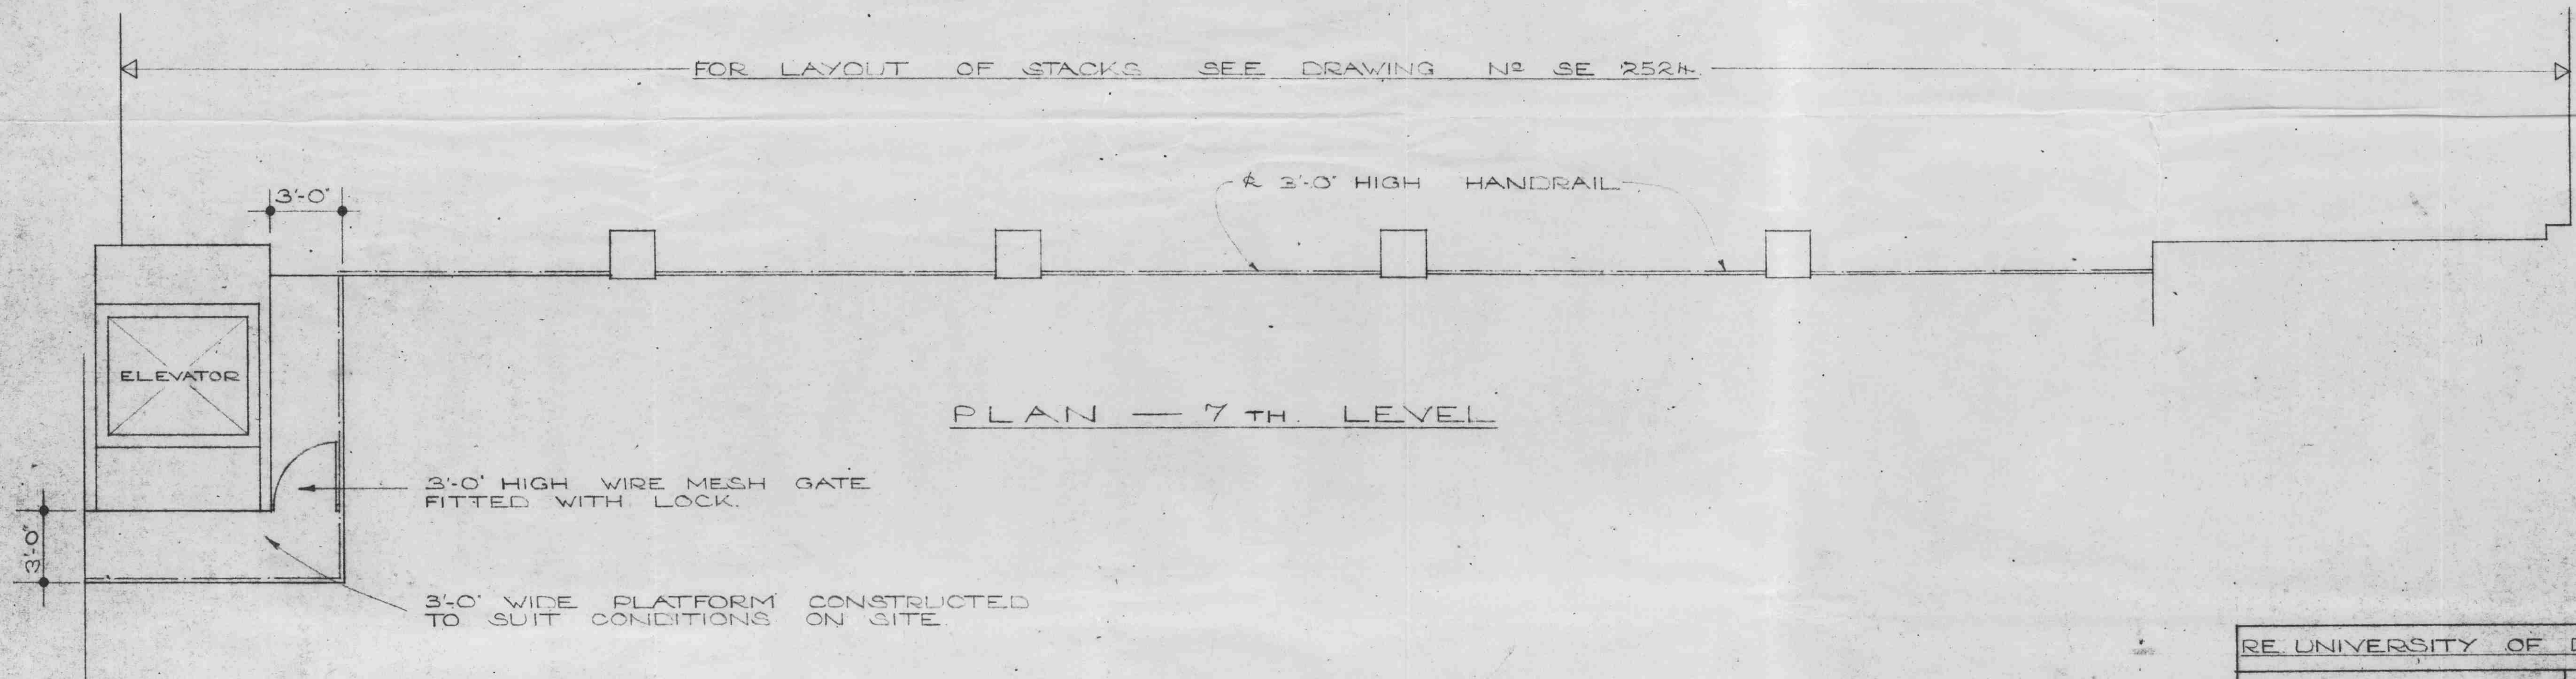 FOR LAYOUT OF STACKS SEE DRAWING Nº SE 2524.
3'-0"
℄ 3'-0" HIGH HANDRAIL
ELEVATOR
PLAN — 7TH. LEVEL
3'-0" HIGH WIRE MESH GATE
FITTED WITH LOCK.
3'-0"
3'-0" WIDE PLATFORM CONSTRUCTED
TO SUIT CONDITIONS ON SITE.
RE UNIVERSITY OF